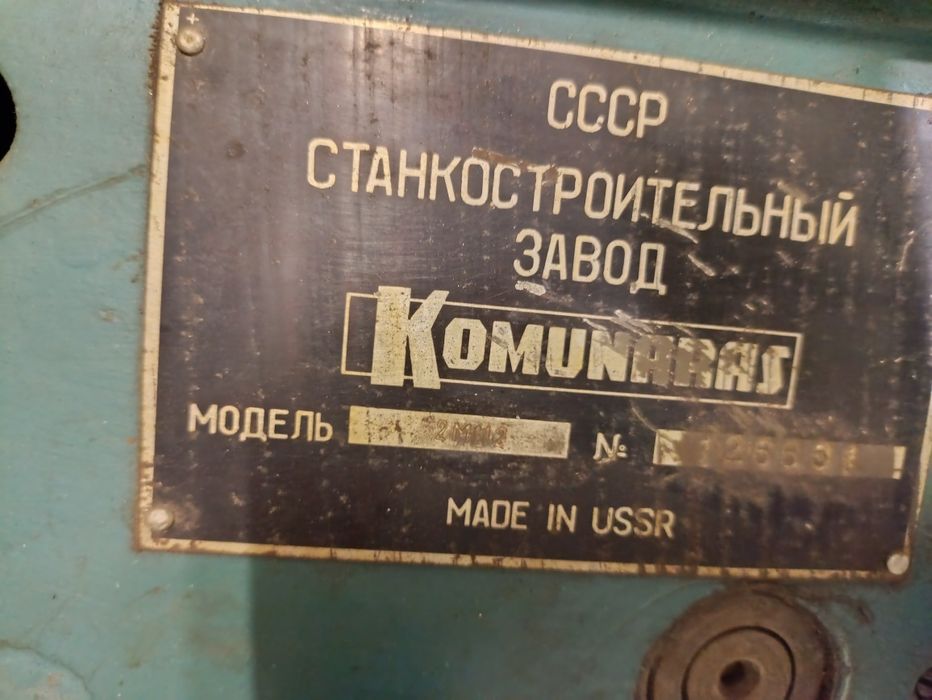 СССР
СТАНКОСТРОИТЕЛЬНЫЙ
ЗАВОД
KOMUNARAS
МОДЕЛЬ
№
MADE IN USSR